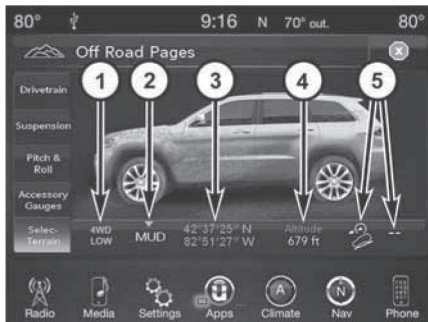 80° 9:16 N 70° out. 80°
Off Road Pages X
1 2 3 4 5
Drivetrain
Suspension
Pitch &
Roll
Accessory
Gauges
Selec-
Terrain
4WD
LOW
MUD
42°37'25" N
82°51'27" W
Altitude
679 ft
--
Radio Media Settings Apps Climate Nav Phone
A N